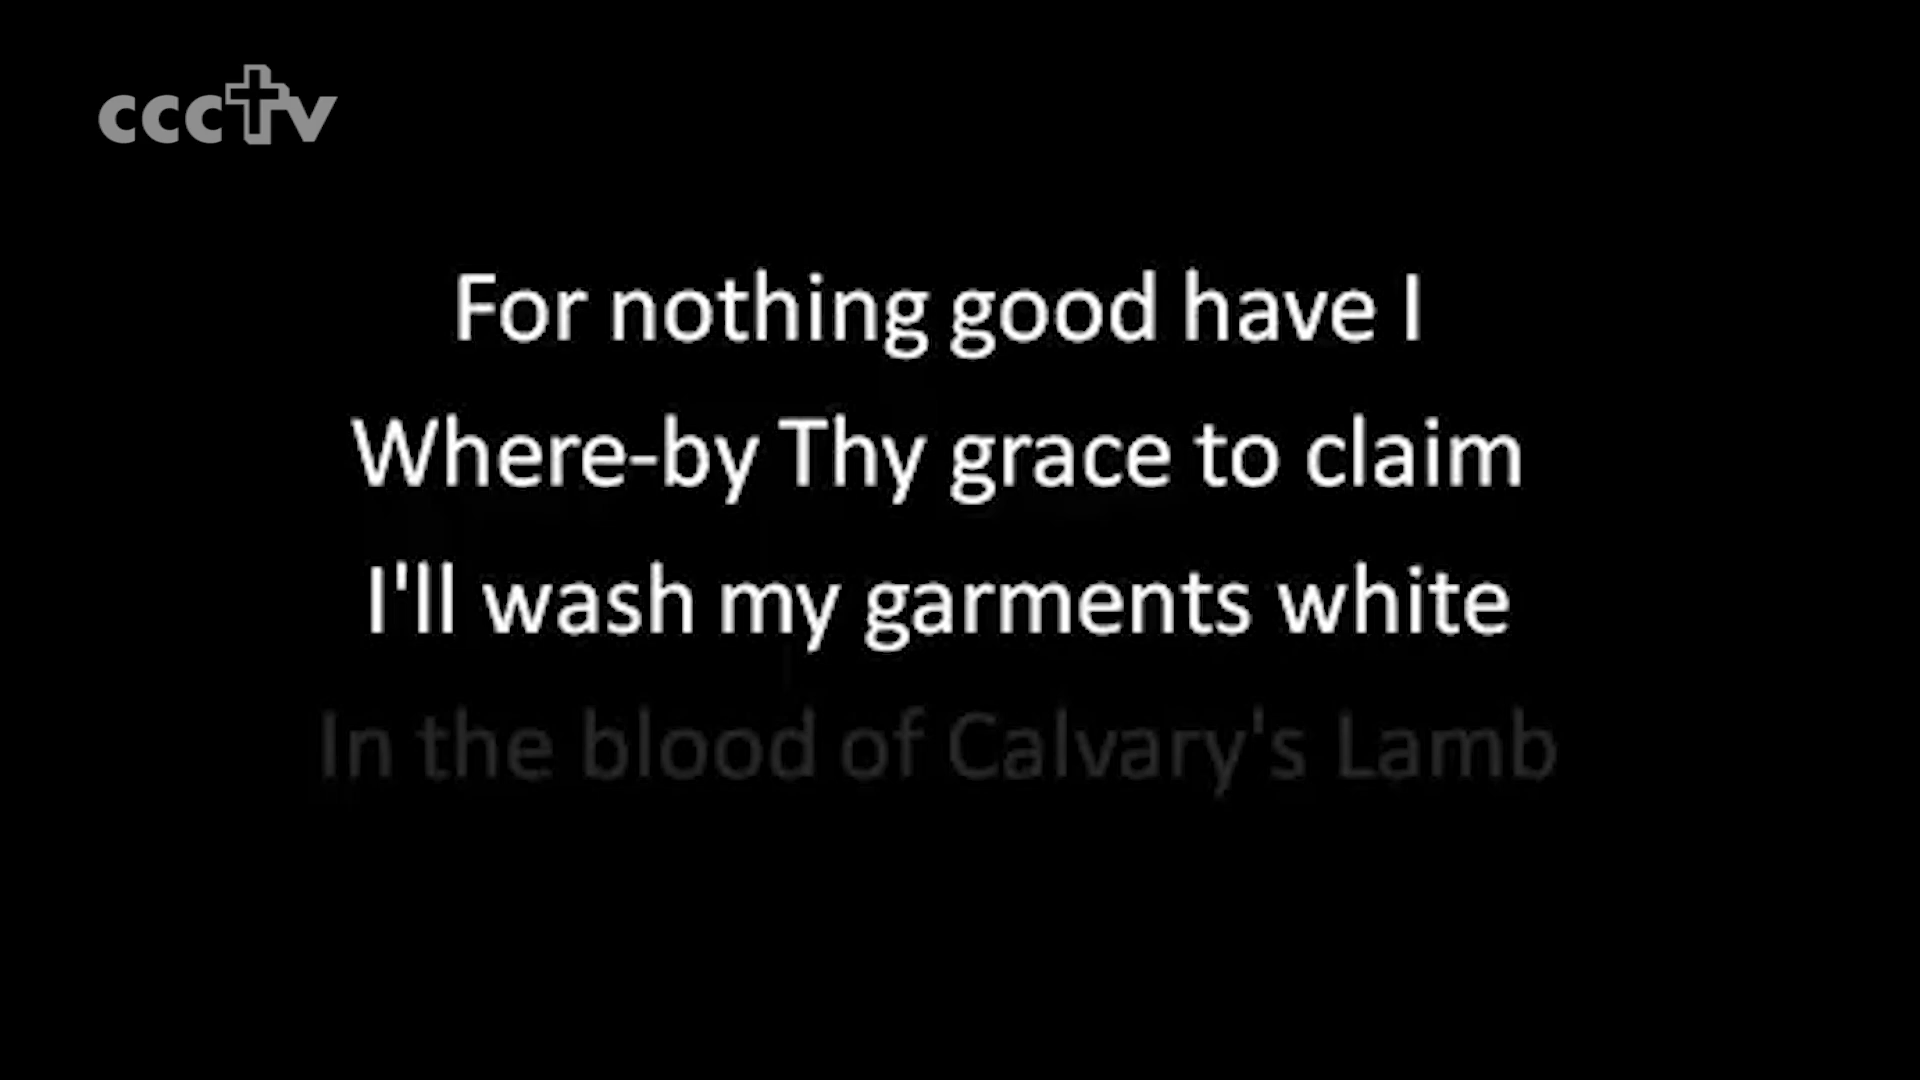 ccctv
For nothing good have I
Where-by Thy grace to claim
I'll wash my garments white
In the blood of Calvary's Lamb